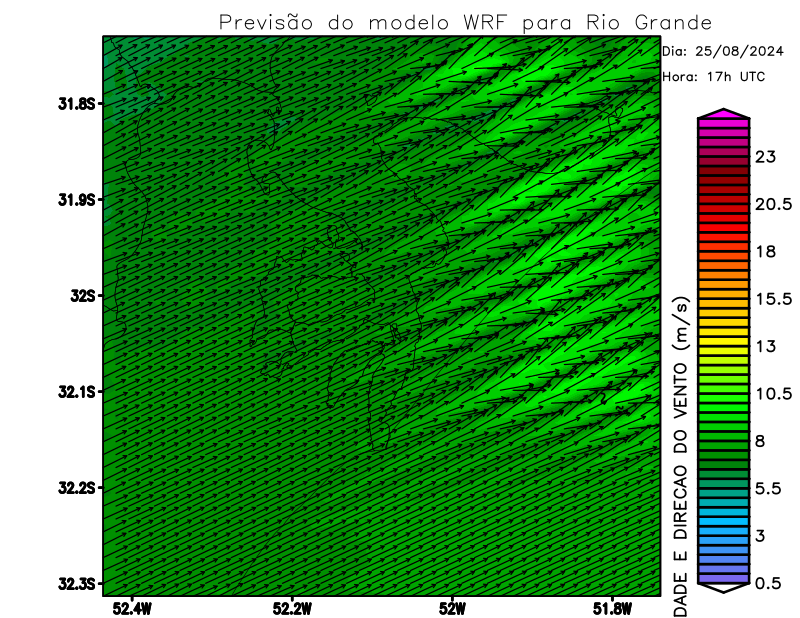 Previsão do modelo WRF para Rio Grande
Dia: 25/08/2024
Hora: 17h UTC
31.8S
31.9S
32S
32.1S
32.2S
32.3S
52.4W
52.2W
52W
51.8W
DADE E DIRECAO DO VENTO (m/s)
23
20.5
18
15.5
13
10.5
8
5.5
3
0.5